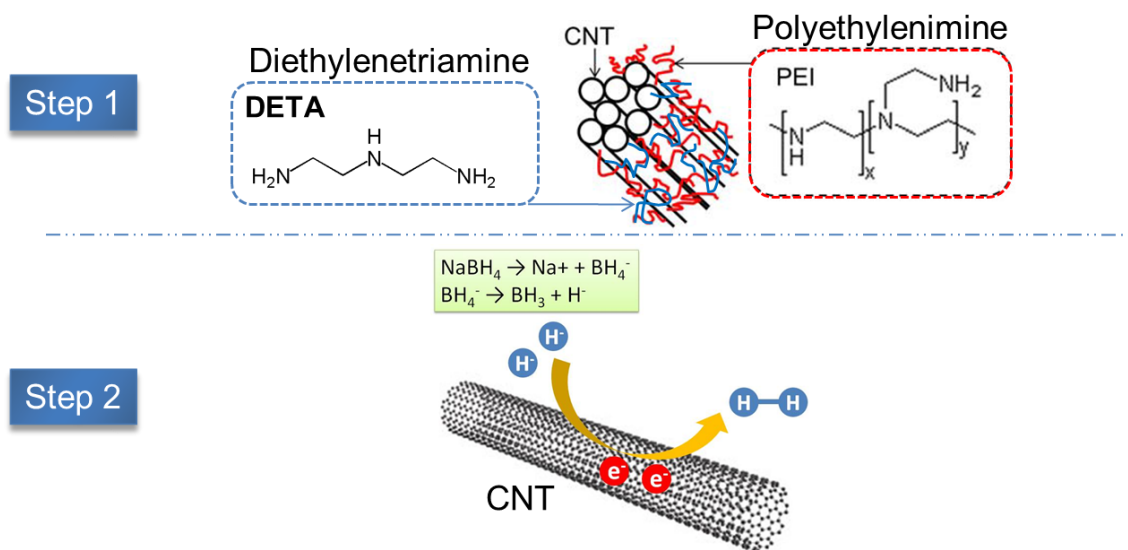 Step 1
Diethylenetriamine
DETA
H
H₂N N NH₂
CNT
Polyethylenimine
PEI
NH₂
N N
H x y
NaBH₄ → Na+ + BH₄⁻
BH₄⁻ → BH₃ + H⁻
Step 2
H⁻
H⁻
H H
e⁻ e⁻
CNT